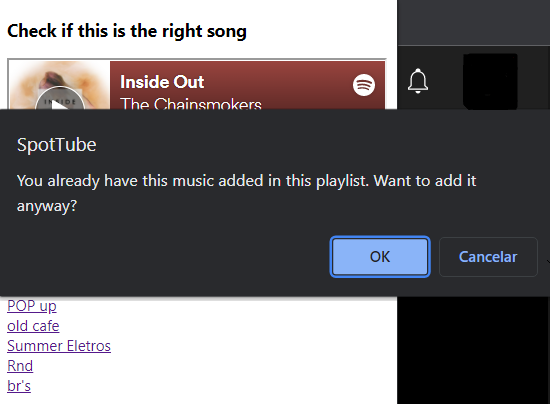 Check if this is the right song
Inside Out
The Chainsmokers
INSIDE
SpotTube
You already have this music added in this playlist. Want to add it
anyway?
OK
Cancelar
POP up
old cafe
Summer Eletros
Rnd
br's